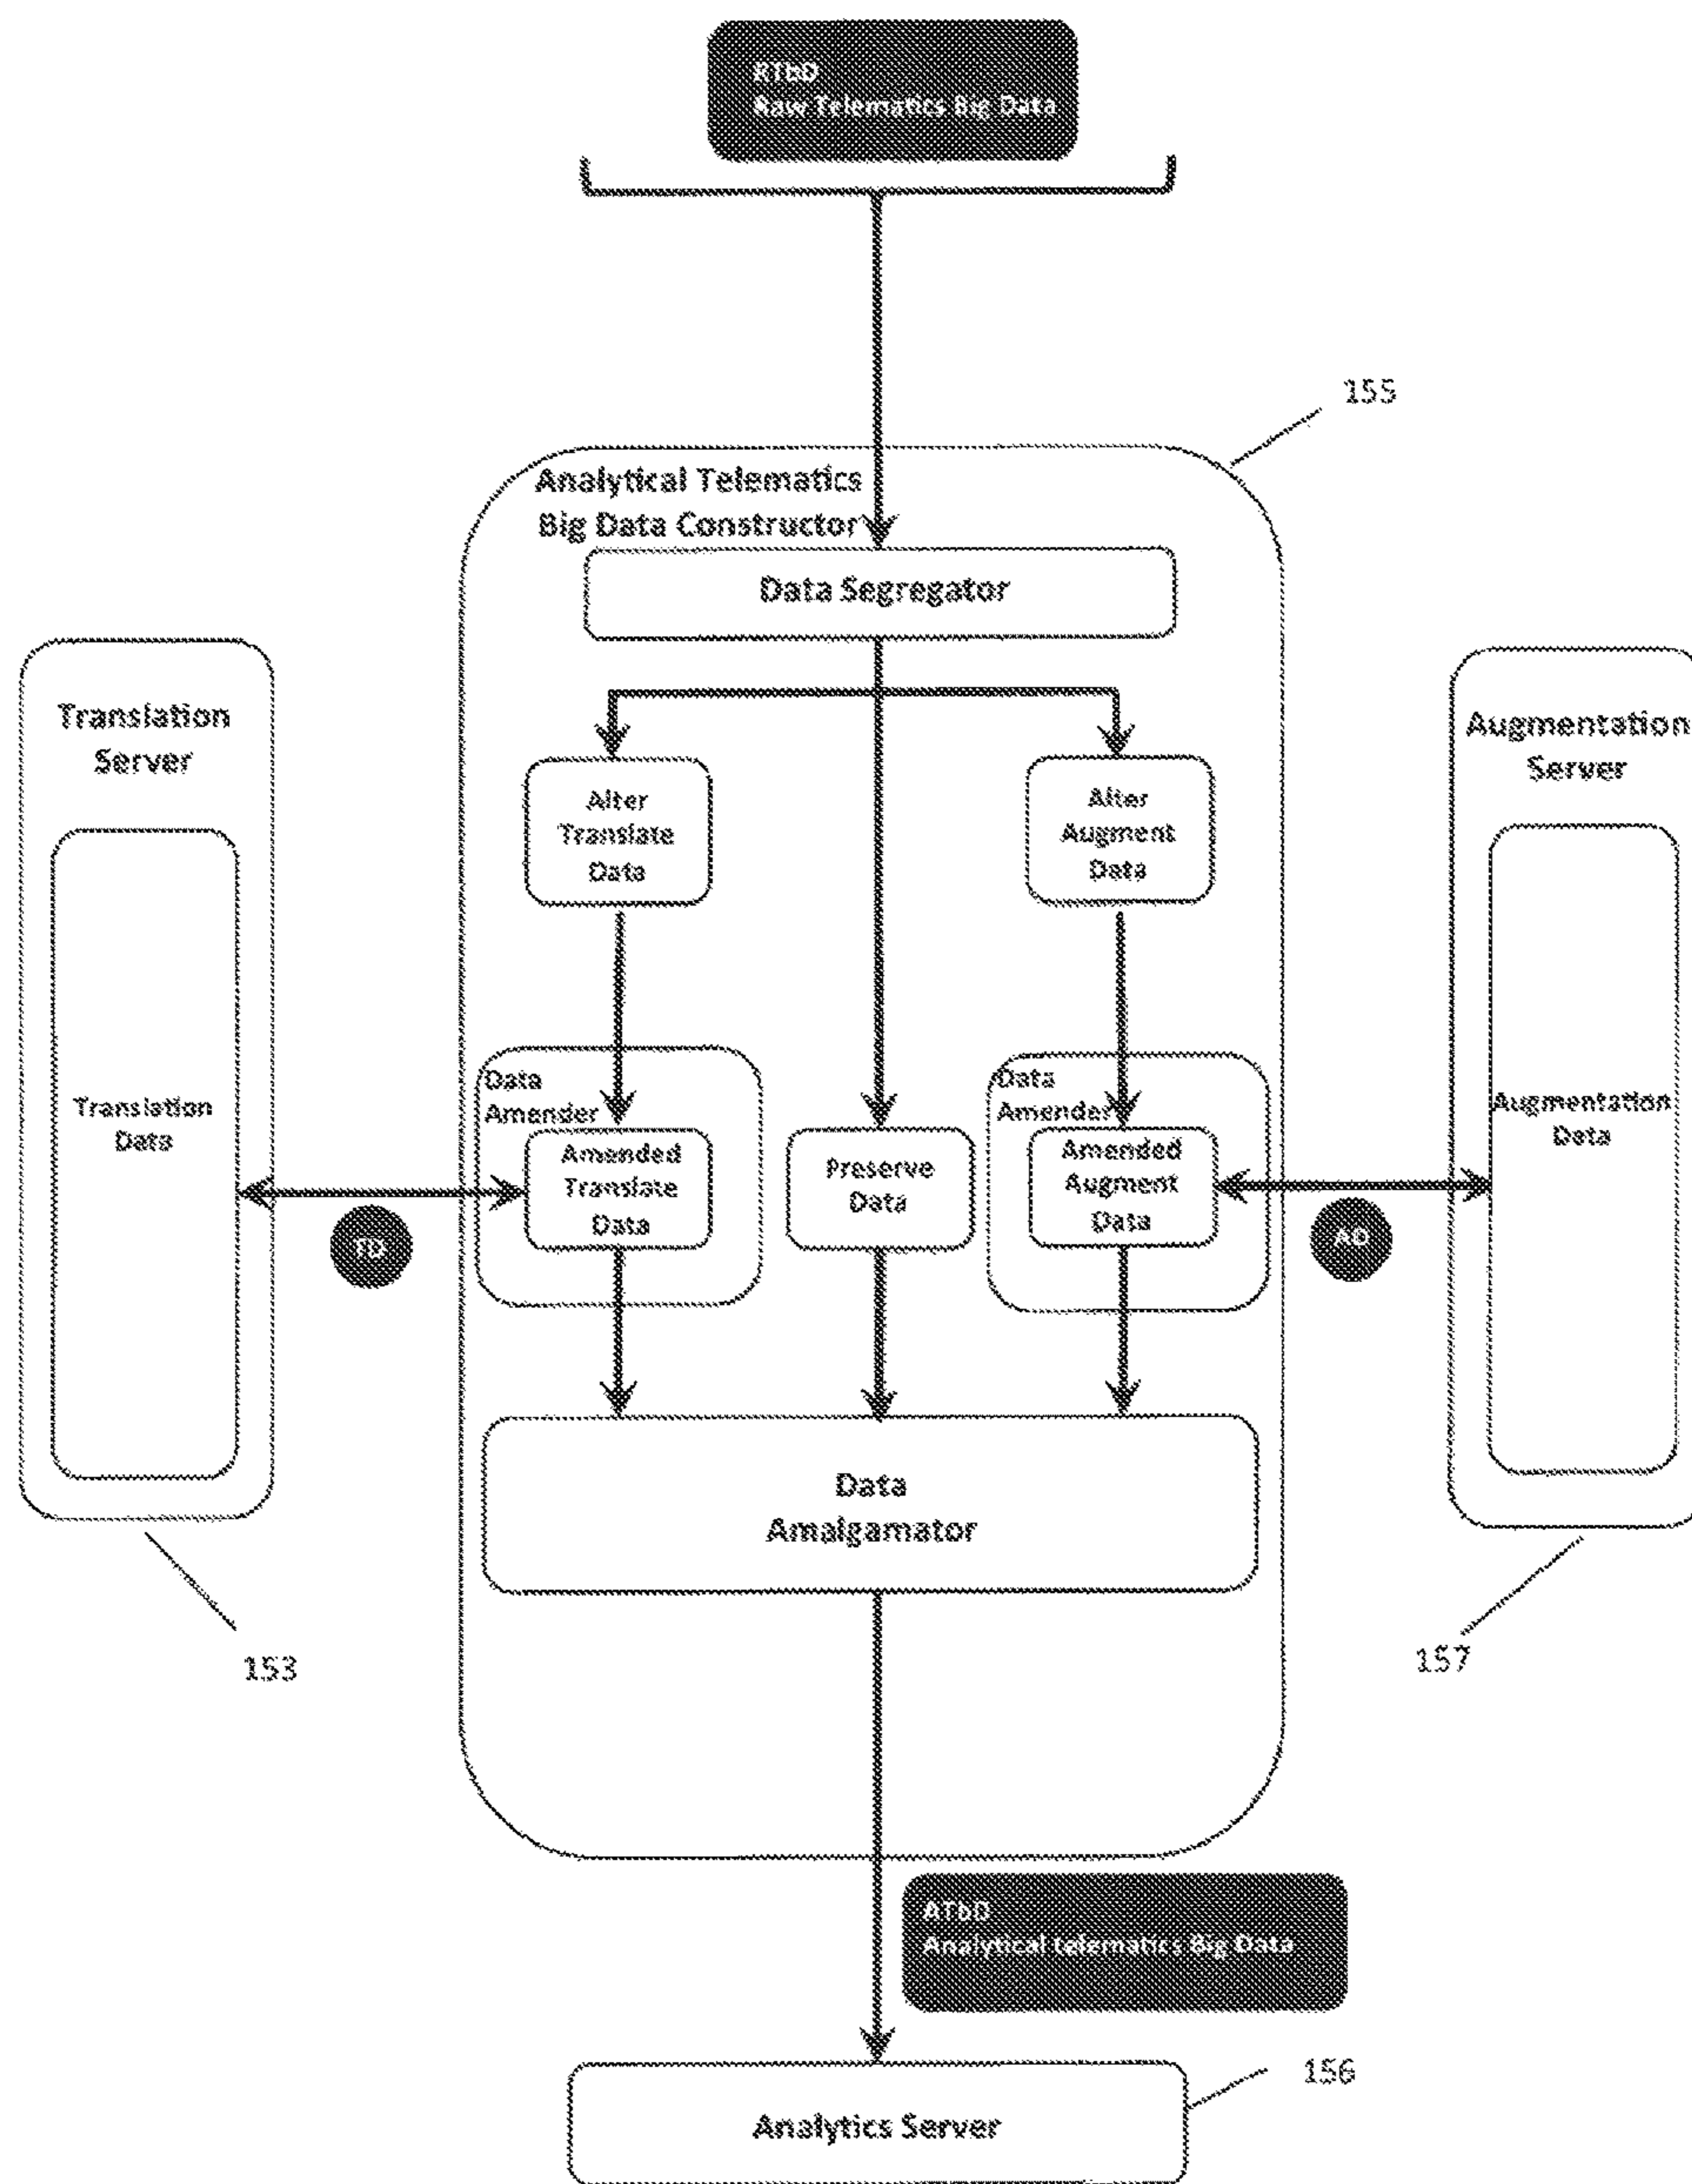 RTbD
Raw Telematics Big Data
155
Analytical Telematics
Big Data Constructor
Data Segregator
Translation
Server
Augmentation
Server
Alter
Translate
Data
Alter
Augment
Data
Translation
Data
Data
Amender
Amended
Translate
Data
Preserve
Data
Data
Amender
Amended
Augment
Data
Augmentation
Data
TD
AD
Data
Amalgamator
153
157
ATbD
Analytical telematics Big Data
156
Analytics Server